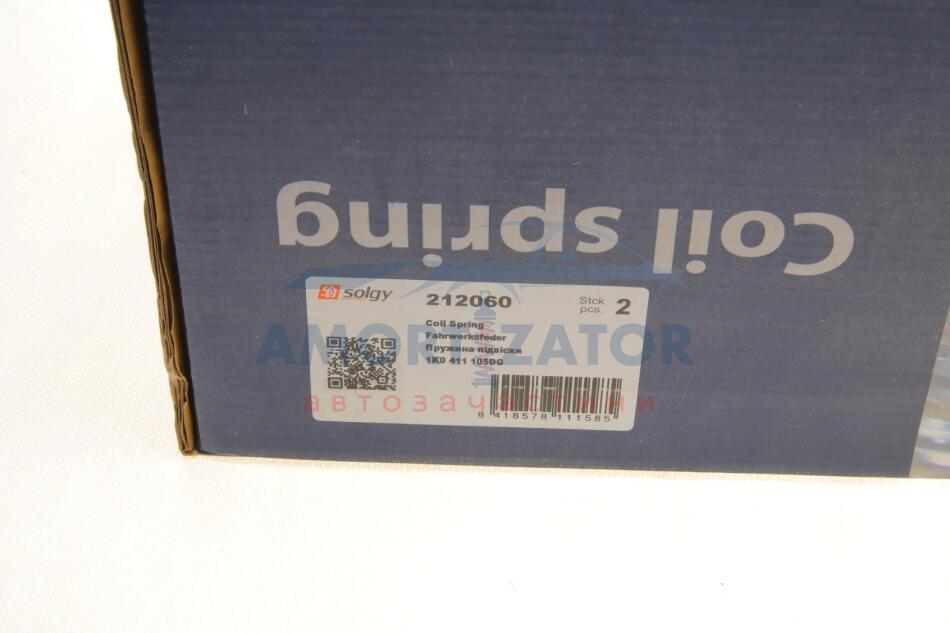 Coil spring
solgy
212060
Stck
pcs. 2
Coil Spring
Fahrwerksfeder
Пружина підвіски
1K0 411 105DG
8 418578 111585
AMORTIZATOR
автозапчастини